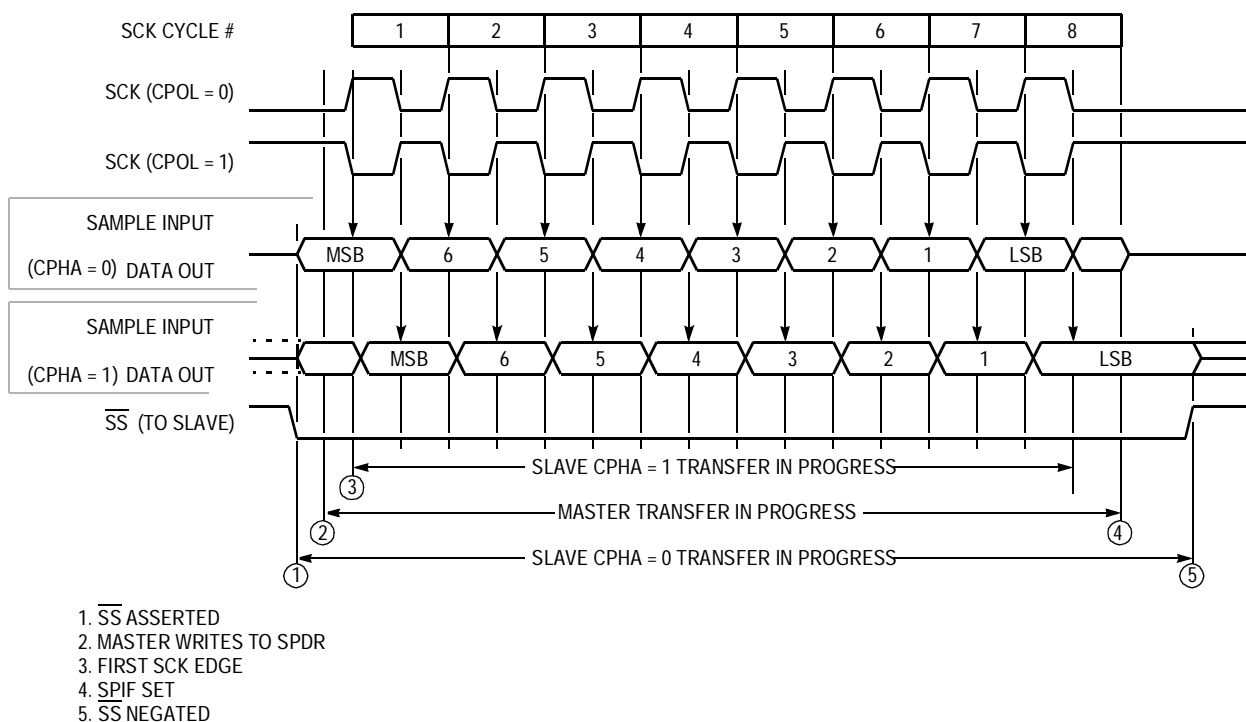 SCK CYCLE # 1 2 3 4 5 6 7 8
SCK (CPOL = 0)
SCK (CPOL = 1)
SAMPLE INPUT
MSB 6 5 4 3 2 1 LSB
(CPHA = 0) DATA OUT
SAMPLE INPUT
MSB 6 5 4 3 2 1 LSB
(CPHA = 1) DATA OUT
SS (TO SLAVE)
SLAVE CPHA = 1 TRANSFER IN PROGRESS
3
MASTER TRANSFER IN PROGRESS
2 4
SLAVE CPHA = 0 TRANSFER IN PROGRESS
1 5
1. SS ASSERTED
2. MASTER WRITES TO SPDR
3. FIRST SCK EDGE
4. SPIF SET
5. SS NEGATED